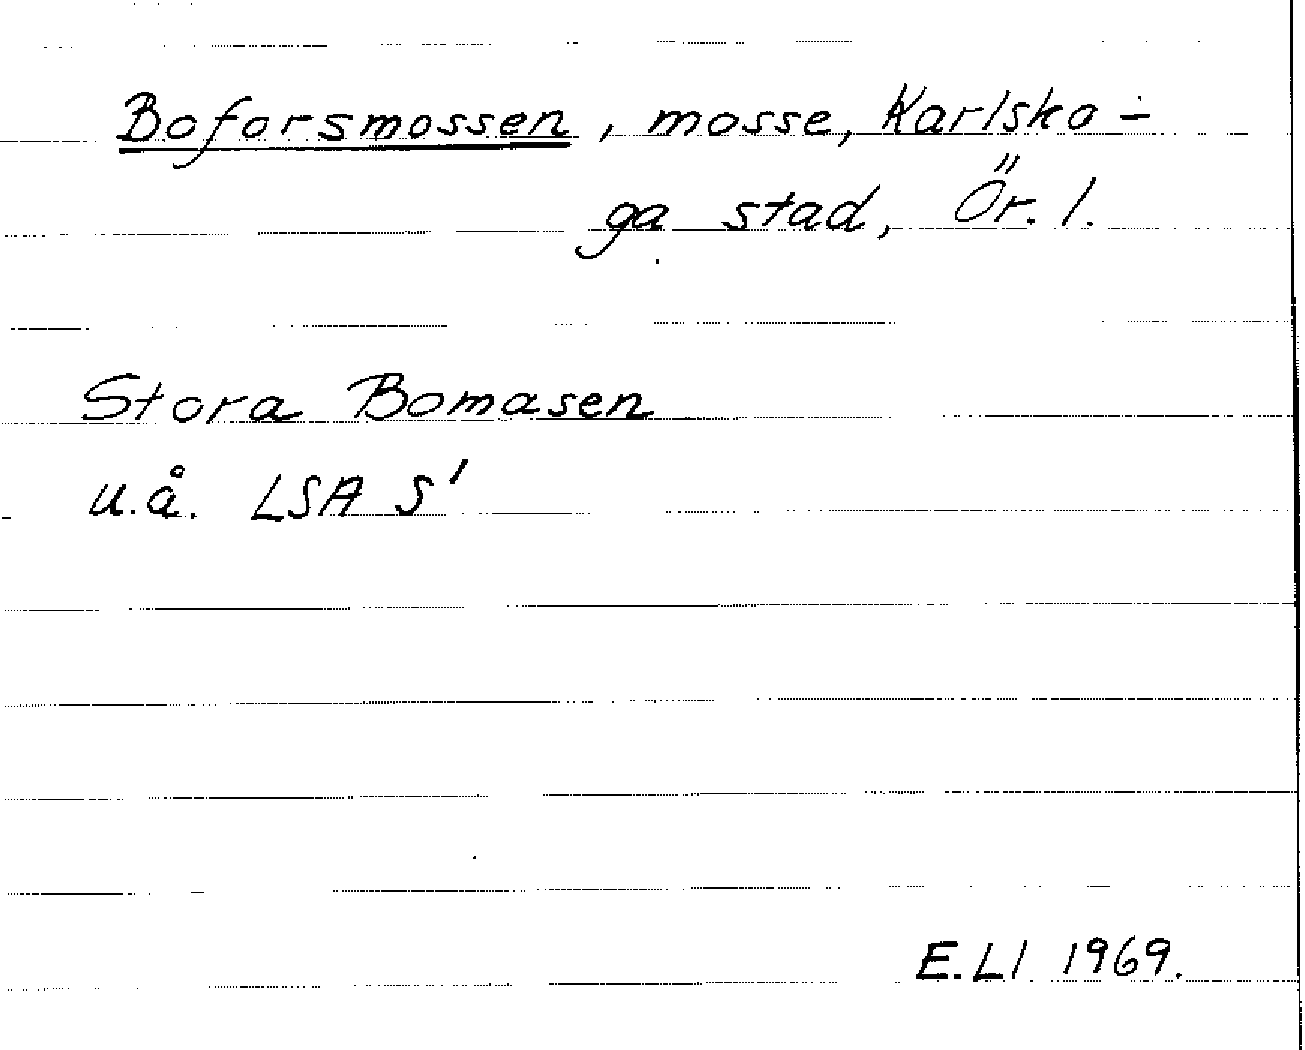 Boforsmossen, mosse, Karlsko-
ga stad, Ör. l.
Stora Bomasen
u.å. LSA S'
E.Ll 1969.